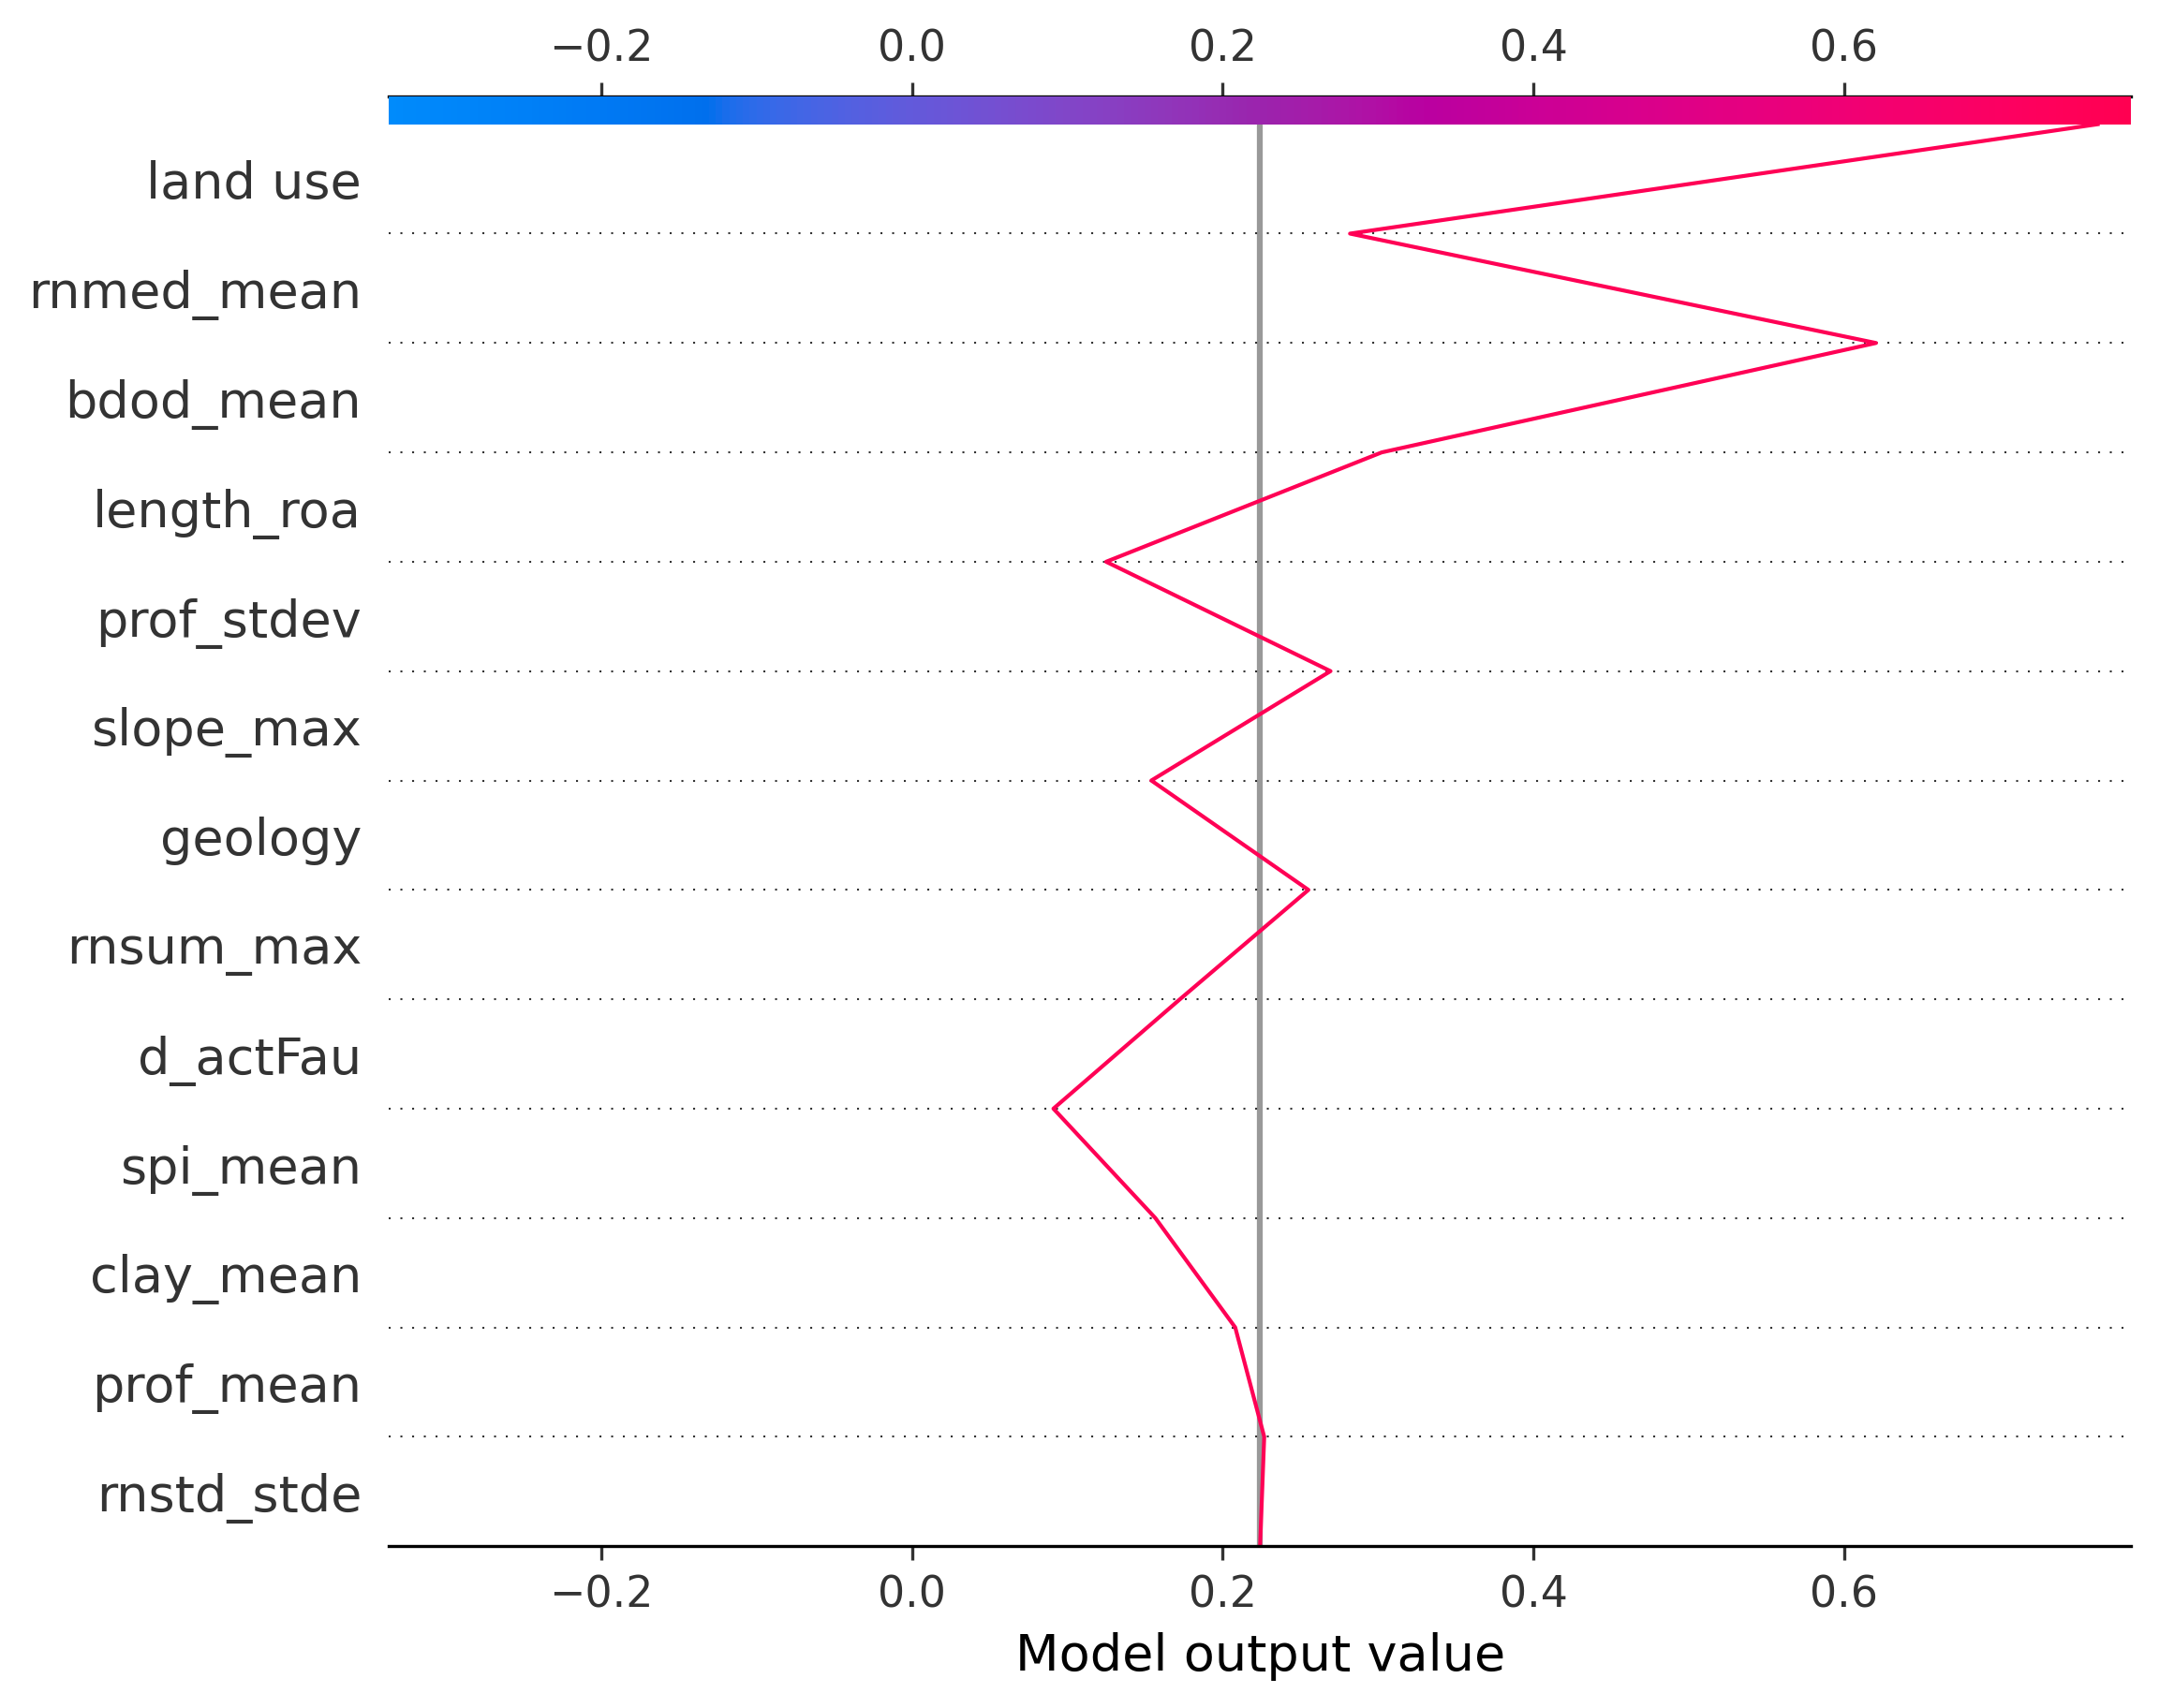 −0.2 0.0 0.2 0.4 0.6
land use
rnmed_mean
bdod_mean
length_roa
prof_stdev
slope_max
geology
rnsum_max
d_actFau
spi_mean
clay_mean
prof_mean
rnstd_stde
−0.2 0.0 0.2 0.4 0.6
Model output value